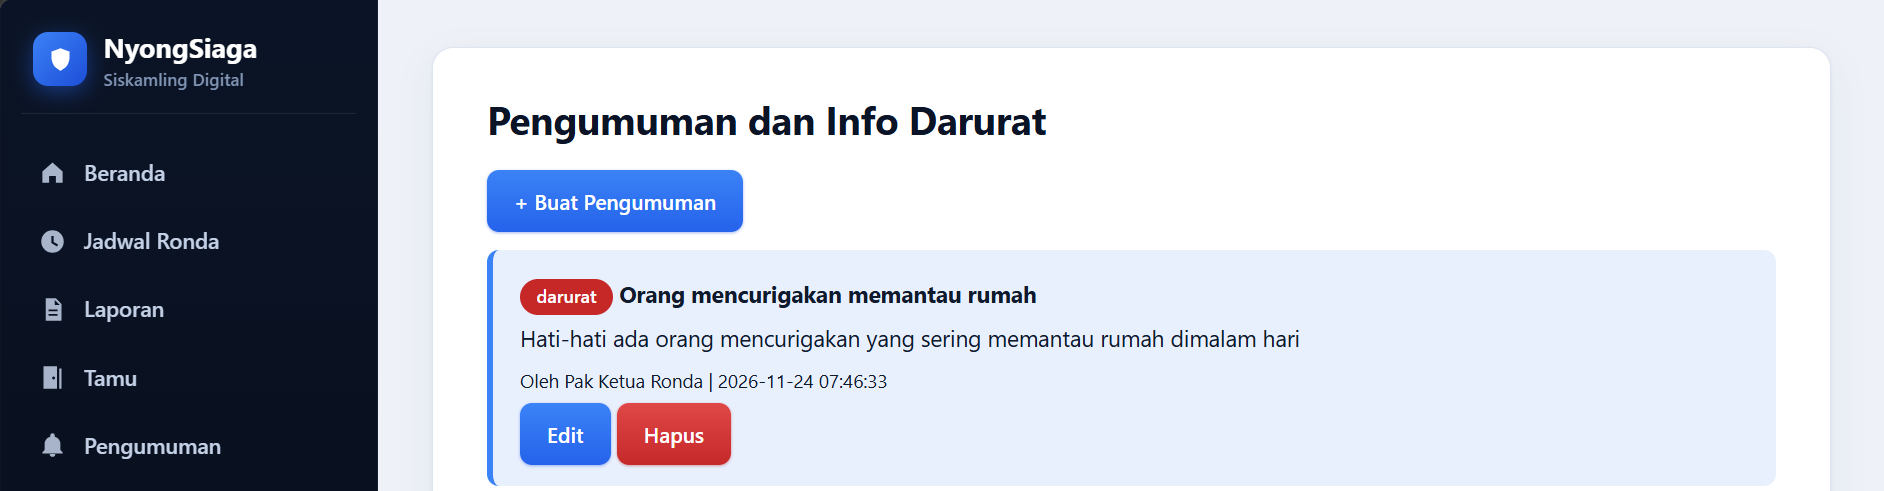 NyongSiaga
Siskamling Digital
Beranda
Jadwal Ronda
Laporan
Tamu
Pengumuman
Pengumuman dan Info Darurat
+ Buat Pengumuman
darurat Orang mencurigakan memantau rumah
Hati-hati ada orang mencurigakan yang sering memantau rumah dimalam hari
Oleh Pak Ketua Ronda | 2026-11-24 07:46:33
Edit Hapus